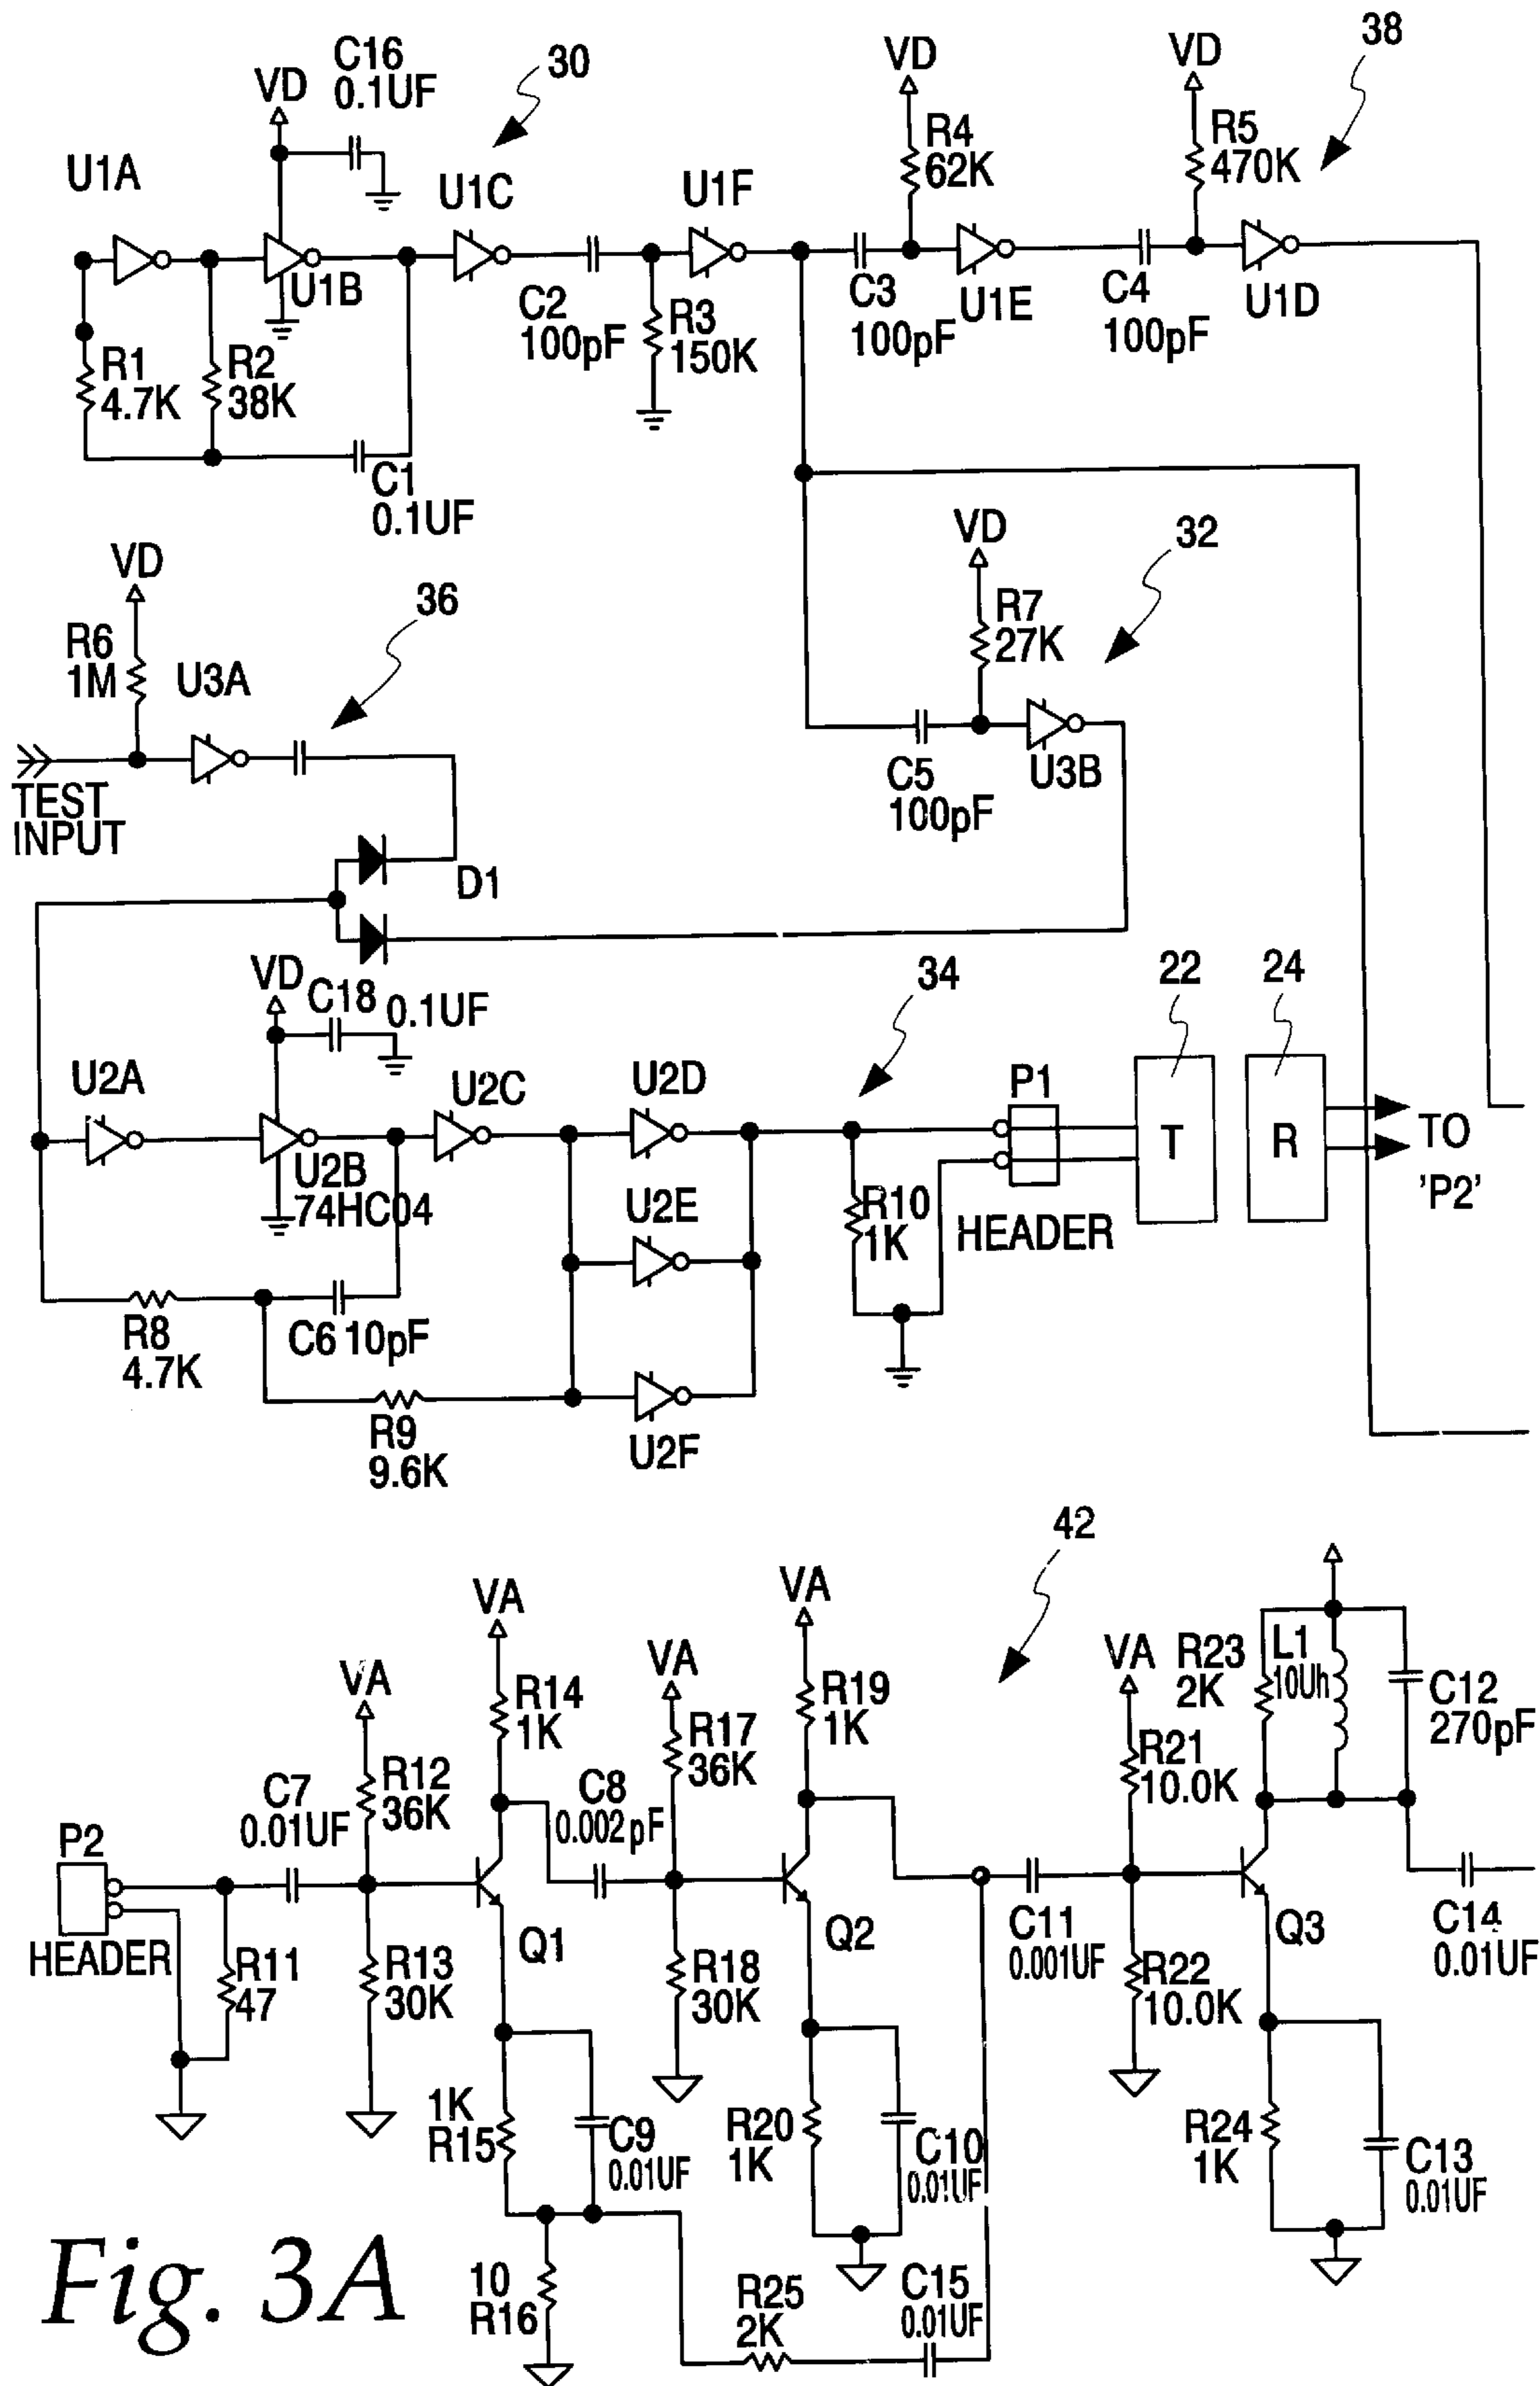 C16
0.1UF
VD
30
VD
VD
38
U1A
U1C
U1F
R4
62K
R5
470K
U1B
C2
100pF
R3
150K
C3
100pF
U1E
C4
100pF
U1D
R1
4.7K
R2
38K
C1
0.1UF
VD
36
VD
32
R6
1M
U3A
R7
27K
TEST
INPUT
C5
100pF
U3B
D1
VD
C18
0.1UF
34
22
24
U2A
U2C
U2D
P1
U2B
74HC04
T
R
TO
'P2'
U2E
R10
1K
HEADER
R8
4.7K
C6 10pF
R9
9.6K
U2F
42
VA
VA
VA
VA
VA
R14
1K
R17
36K
R19
1K
R23
2K
L1
10Uh
C12
270pF
R12
36K
R21
10.0K
C7
0.01UF
C8
0.002pF
P2
HEADER
R11
47
R13
30K
Q1
R18
30K
Q2
C11
0.001UF
R22
10.0K
Q3
C14
0.01UF
1K
R15
C9
0.01UF
R20
1K
C10
0.01UF
R24
1K
C13
0.01UF
10
R16
R25
2K
C15
0.01UF
Fig. 3A